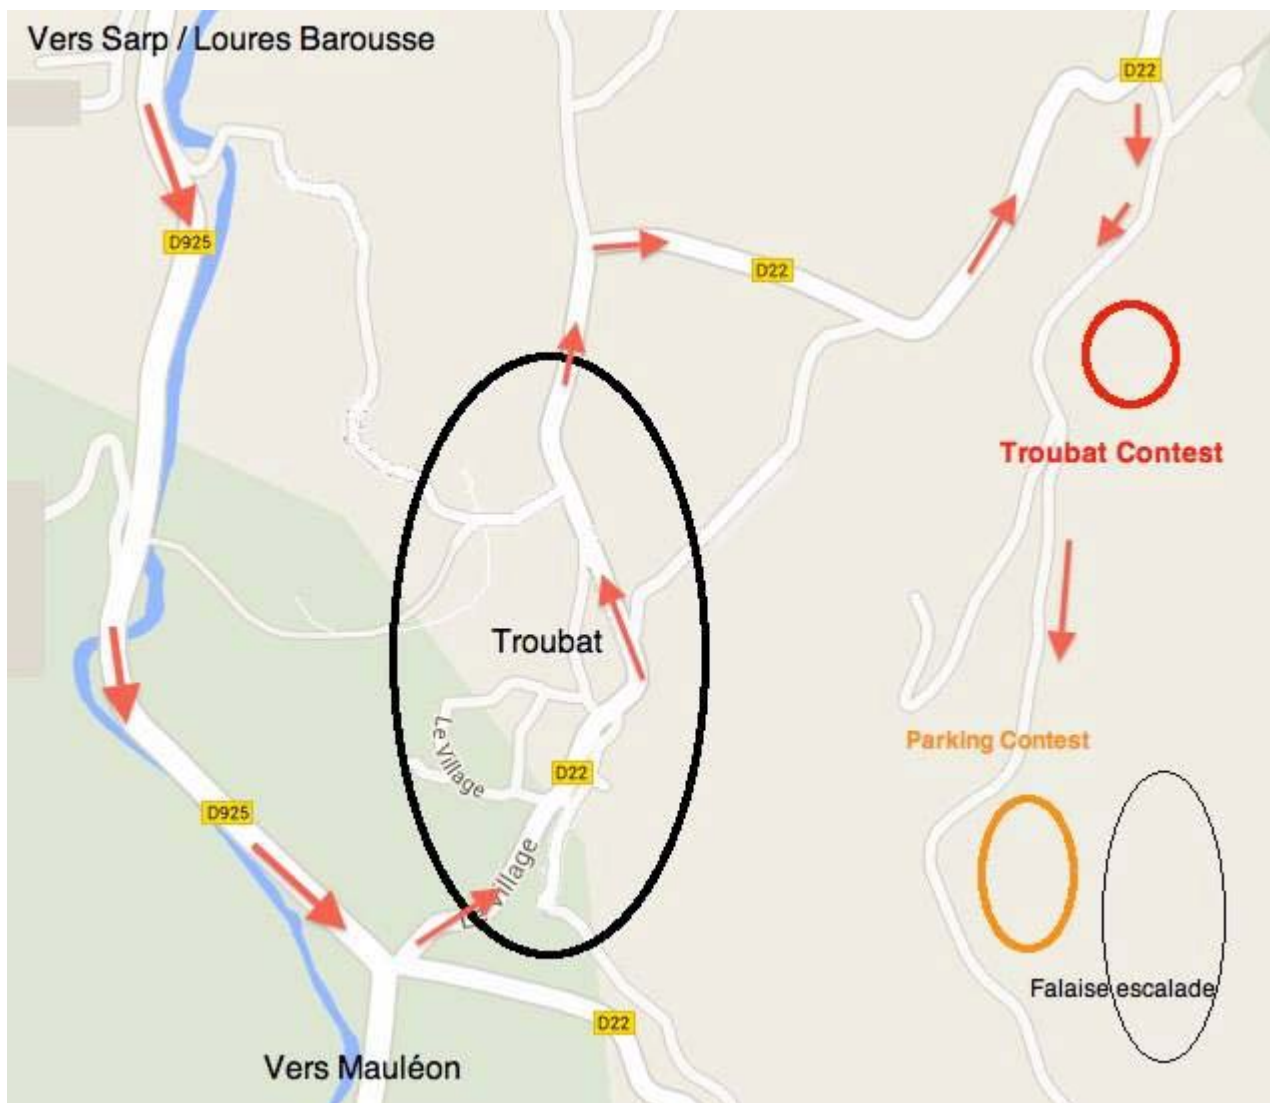 Vers Sarp / Loures Barousse
D22
D925
D22
Troubat Contest
Troubat
Le Village
Parking Contest
D22
D925
Le Village
Falaise escalade
D22
Vers Mauléon